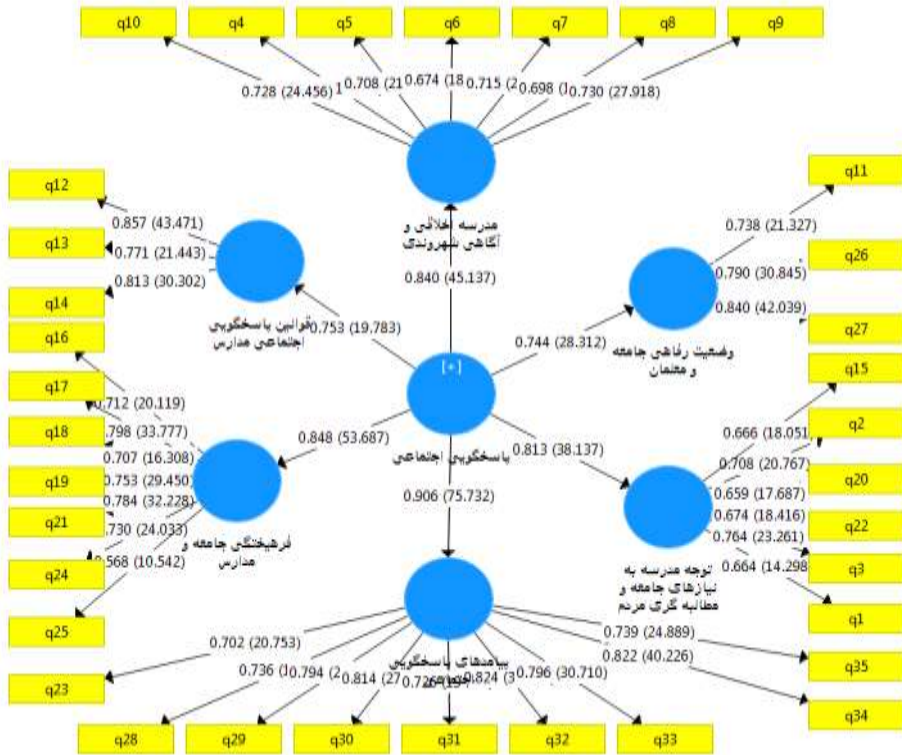 q10
q4
q5
q6
q7
q8
q9
0.728 (24.456)
0.708 (21
0.674 (18
0.715 (2
0.698 (
0.730 (27.918)
q12
q13
q14
0.857 (43.471)
0.771 (21.443)
0.813 (30.302)
مدرسه اخلاقی و
آگاهی شهروندی
0.840 (45.137)
قوانین پاسخگویی
اجتماعی مدارس
0.753 (19.783)
q11
q26
q27
0.738 (21.327)
0.790 (30.845)
0.840 (42.039)
وضعیت رفاهی جامعه
و معلمان
0.744 (28.312)
[+]
پاسخگویی اجتماعی
q16
q17
q18
q19
q21
q24
q25
0.712 (20.119)
0.798 (33.777)
0.707 (16.308)
0.753 (29.450)
0.784 (32.228)
0.730 (24.033)
0.568 (10.542)
0.848 (53.687)
فرهیختگی جامعه و
مدارس
0.813 (38.137)
q15
q2
q20
q22
q3
q1
0.666 (18.051)
0.708 (20.767)
0.659 (17.687)
0.674 (18.416)
0.764 (23.261)
0.664 (14.298)
توجه مدرسه به
نیازهای جامعه و
مطالبه گری مردم
0.906 (75.732)
پیامدهای پاسخگویی
اجتماعی
0.702 (20.753)
0.736 (1
0.794 (2
0.814 (27
0.824 (3
0.796 (30.710)
0.739 (24.889)
0.822 (40.226)
q23
q28
q29
q30
q31
q32
q33
q35
q34